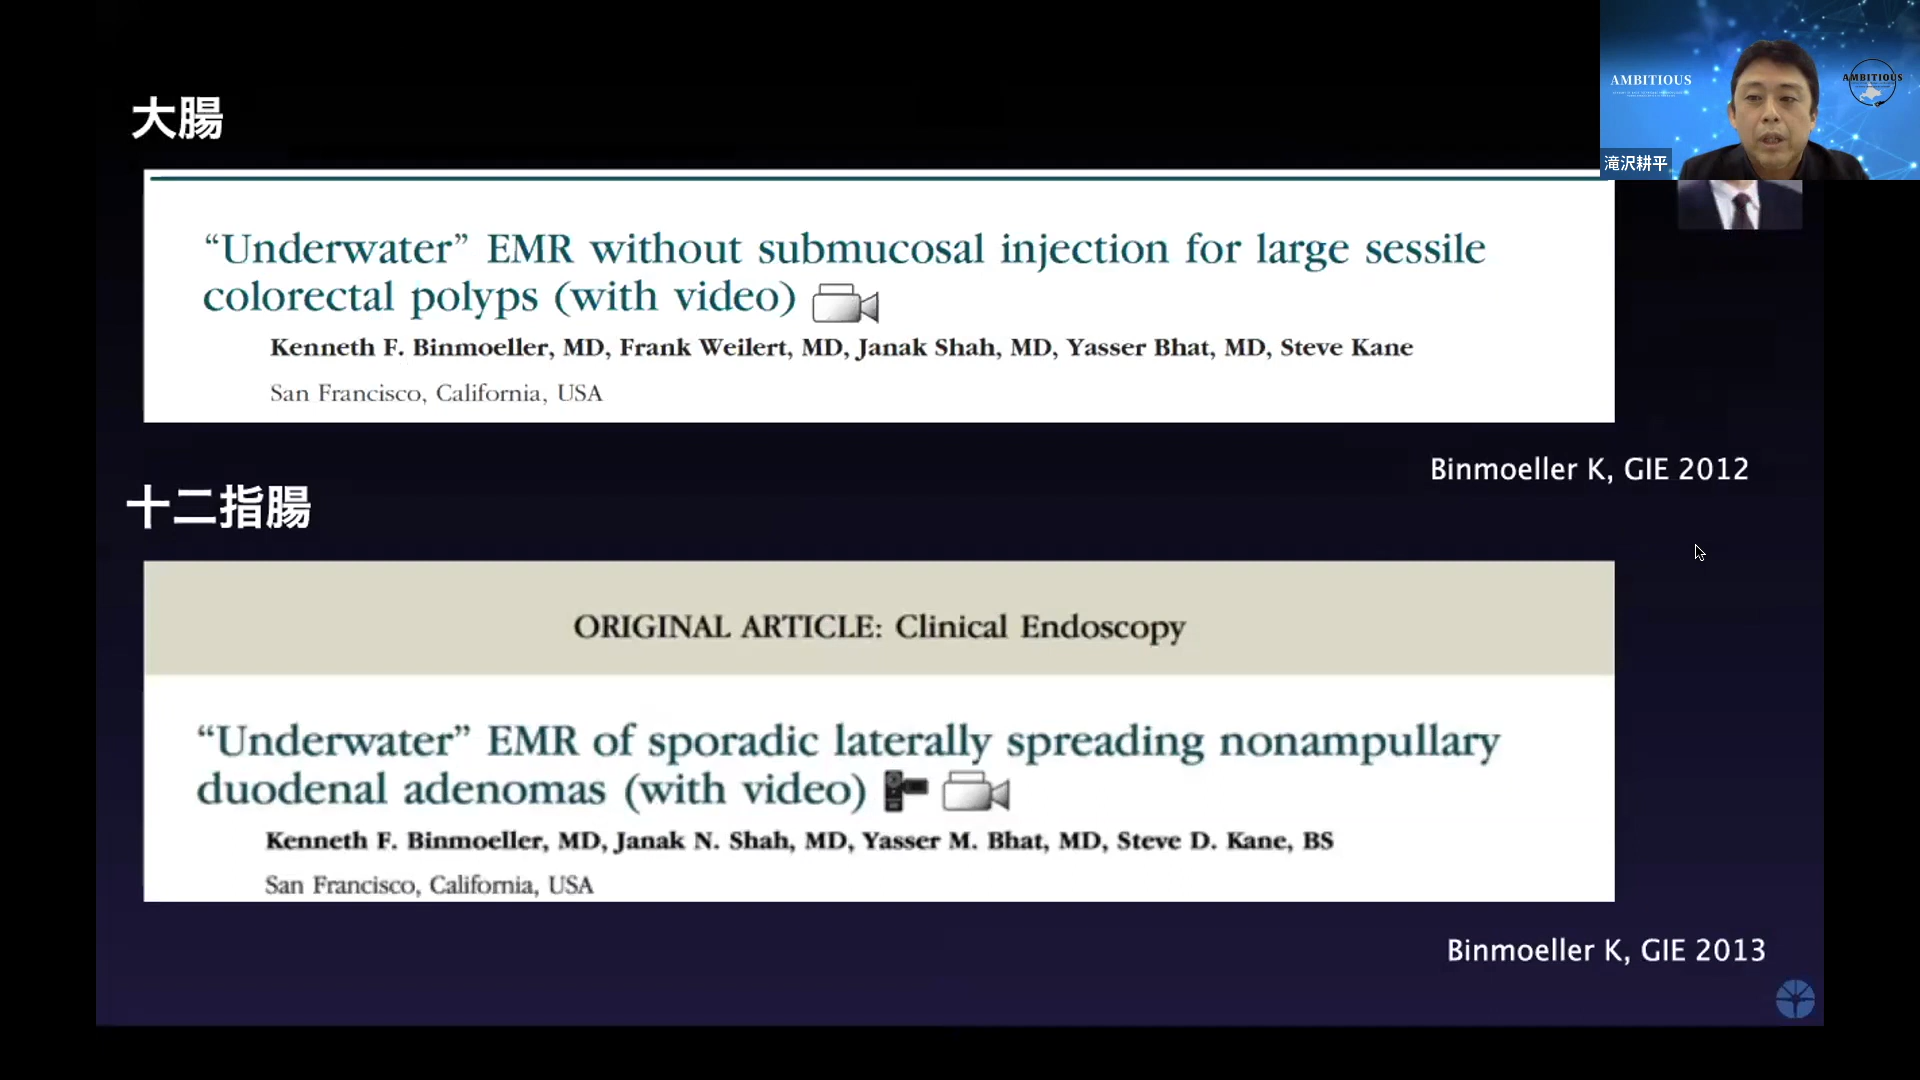 大腸
“Underwater” EMR without submucosal injection for large sessile
colorectal polyps (with video)
Kenneth F. Binmoeller, MD, Frank Weilert, MD, Janak Shah, MD, Yasser Bhat, MD, Steve Kane
San Francisco, California, USA
Binmoeller K, GIE 2012
十二指腸
ORIGINAL ARTICLE: Clinical Endoscopy
“Underwater” EMR of sporadic laterally spreading nonampullary
duodenal adenomas (with video)
Kenneth F. Binmoeller, MD, Janak N. Shah, MD, Yasser M. Bhat, MD, Steve D. Kane, BS
San Francisco, California, USA
Binmoeller K, GIE 2013
AMBITIOUS
AMBITIOUS
滝沢耕平